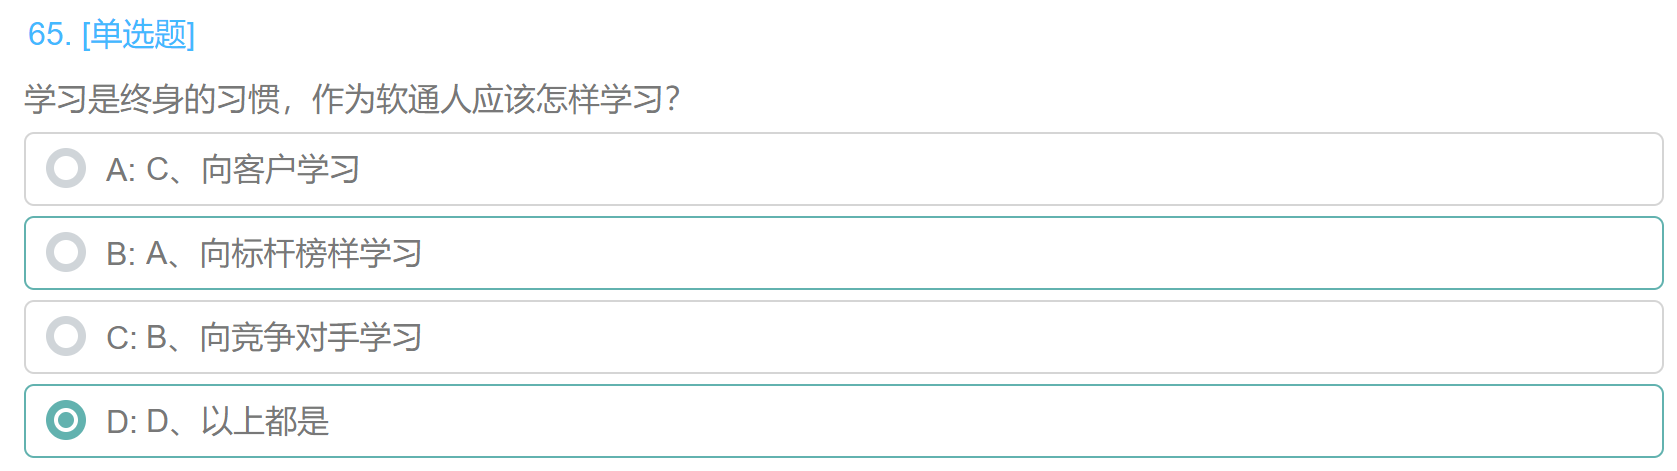 65. [单选题]
学习是终身的习惯，作为软通人应该怎样学习?
A: C、向客户学习
B: A、向标杆榜样学习
C: B、向竞争对手学习
D: D、以上都是